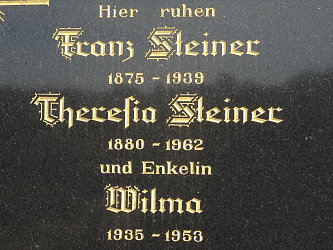 Hier ruhen
Franz Steiner
1875 - 1939
Theresia Steiner
1880 - 1962
und Enkelin
Wilma
1935 - 1953